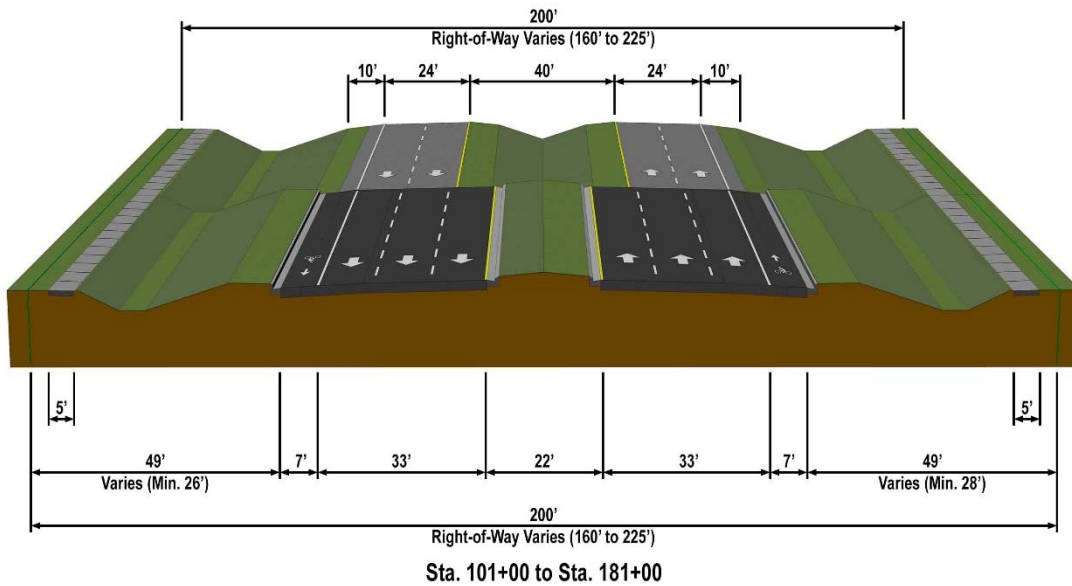 200’
Right-of-Way Varies (160’ to 225’)
10’ 24’ 40’ 24’ 10’
5’ 5’
49’ 7’ 33’ 22’ 33’ 7’ 49’
Varies (Min. 26’) Varies (Min. 28’)
200’
Right-of-Way Varies (160’ to 225’)
Sta. 101+00 to Sta. 181+00